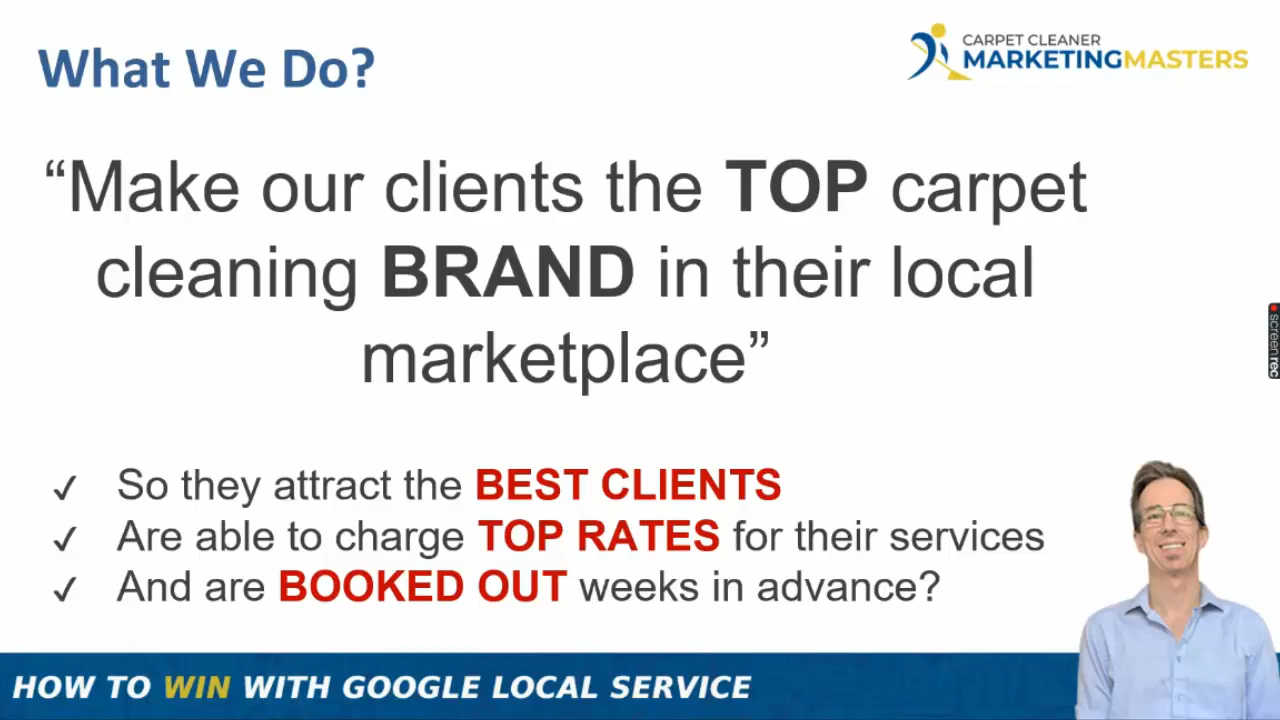 What We Do?
CARPET CLEANER
MARKETINGMASTERS
“Make our clients the TOP carpet
cleaning BRAND in their local
marketplace”
✓ So they attract the BEST CLIENTS
✓ Are able to charge TOP RATES for their services
✓ And are BOOKED OUT weeks in advance?
screenrec
HOW TO WIN WITH GOOGLE LOCAL SERVICE